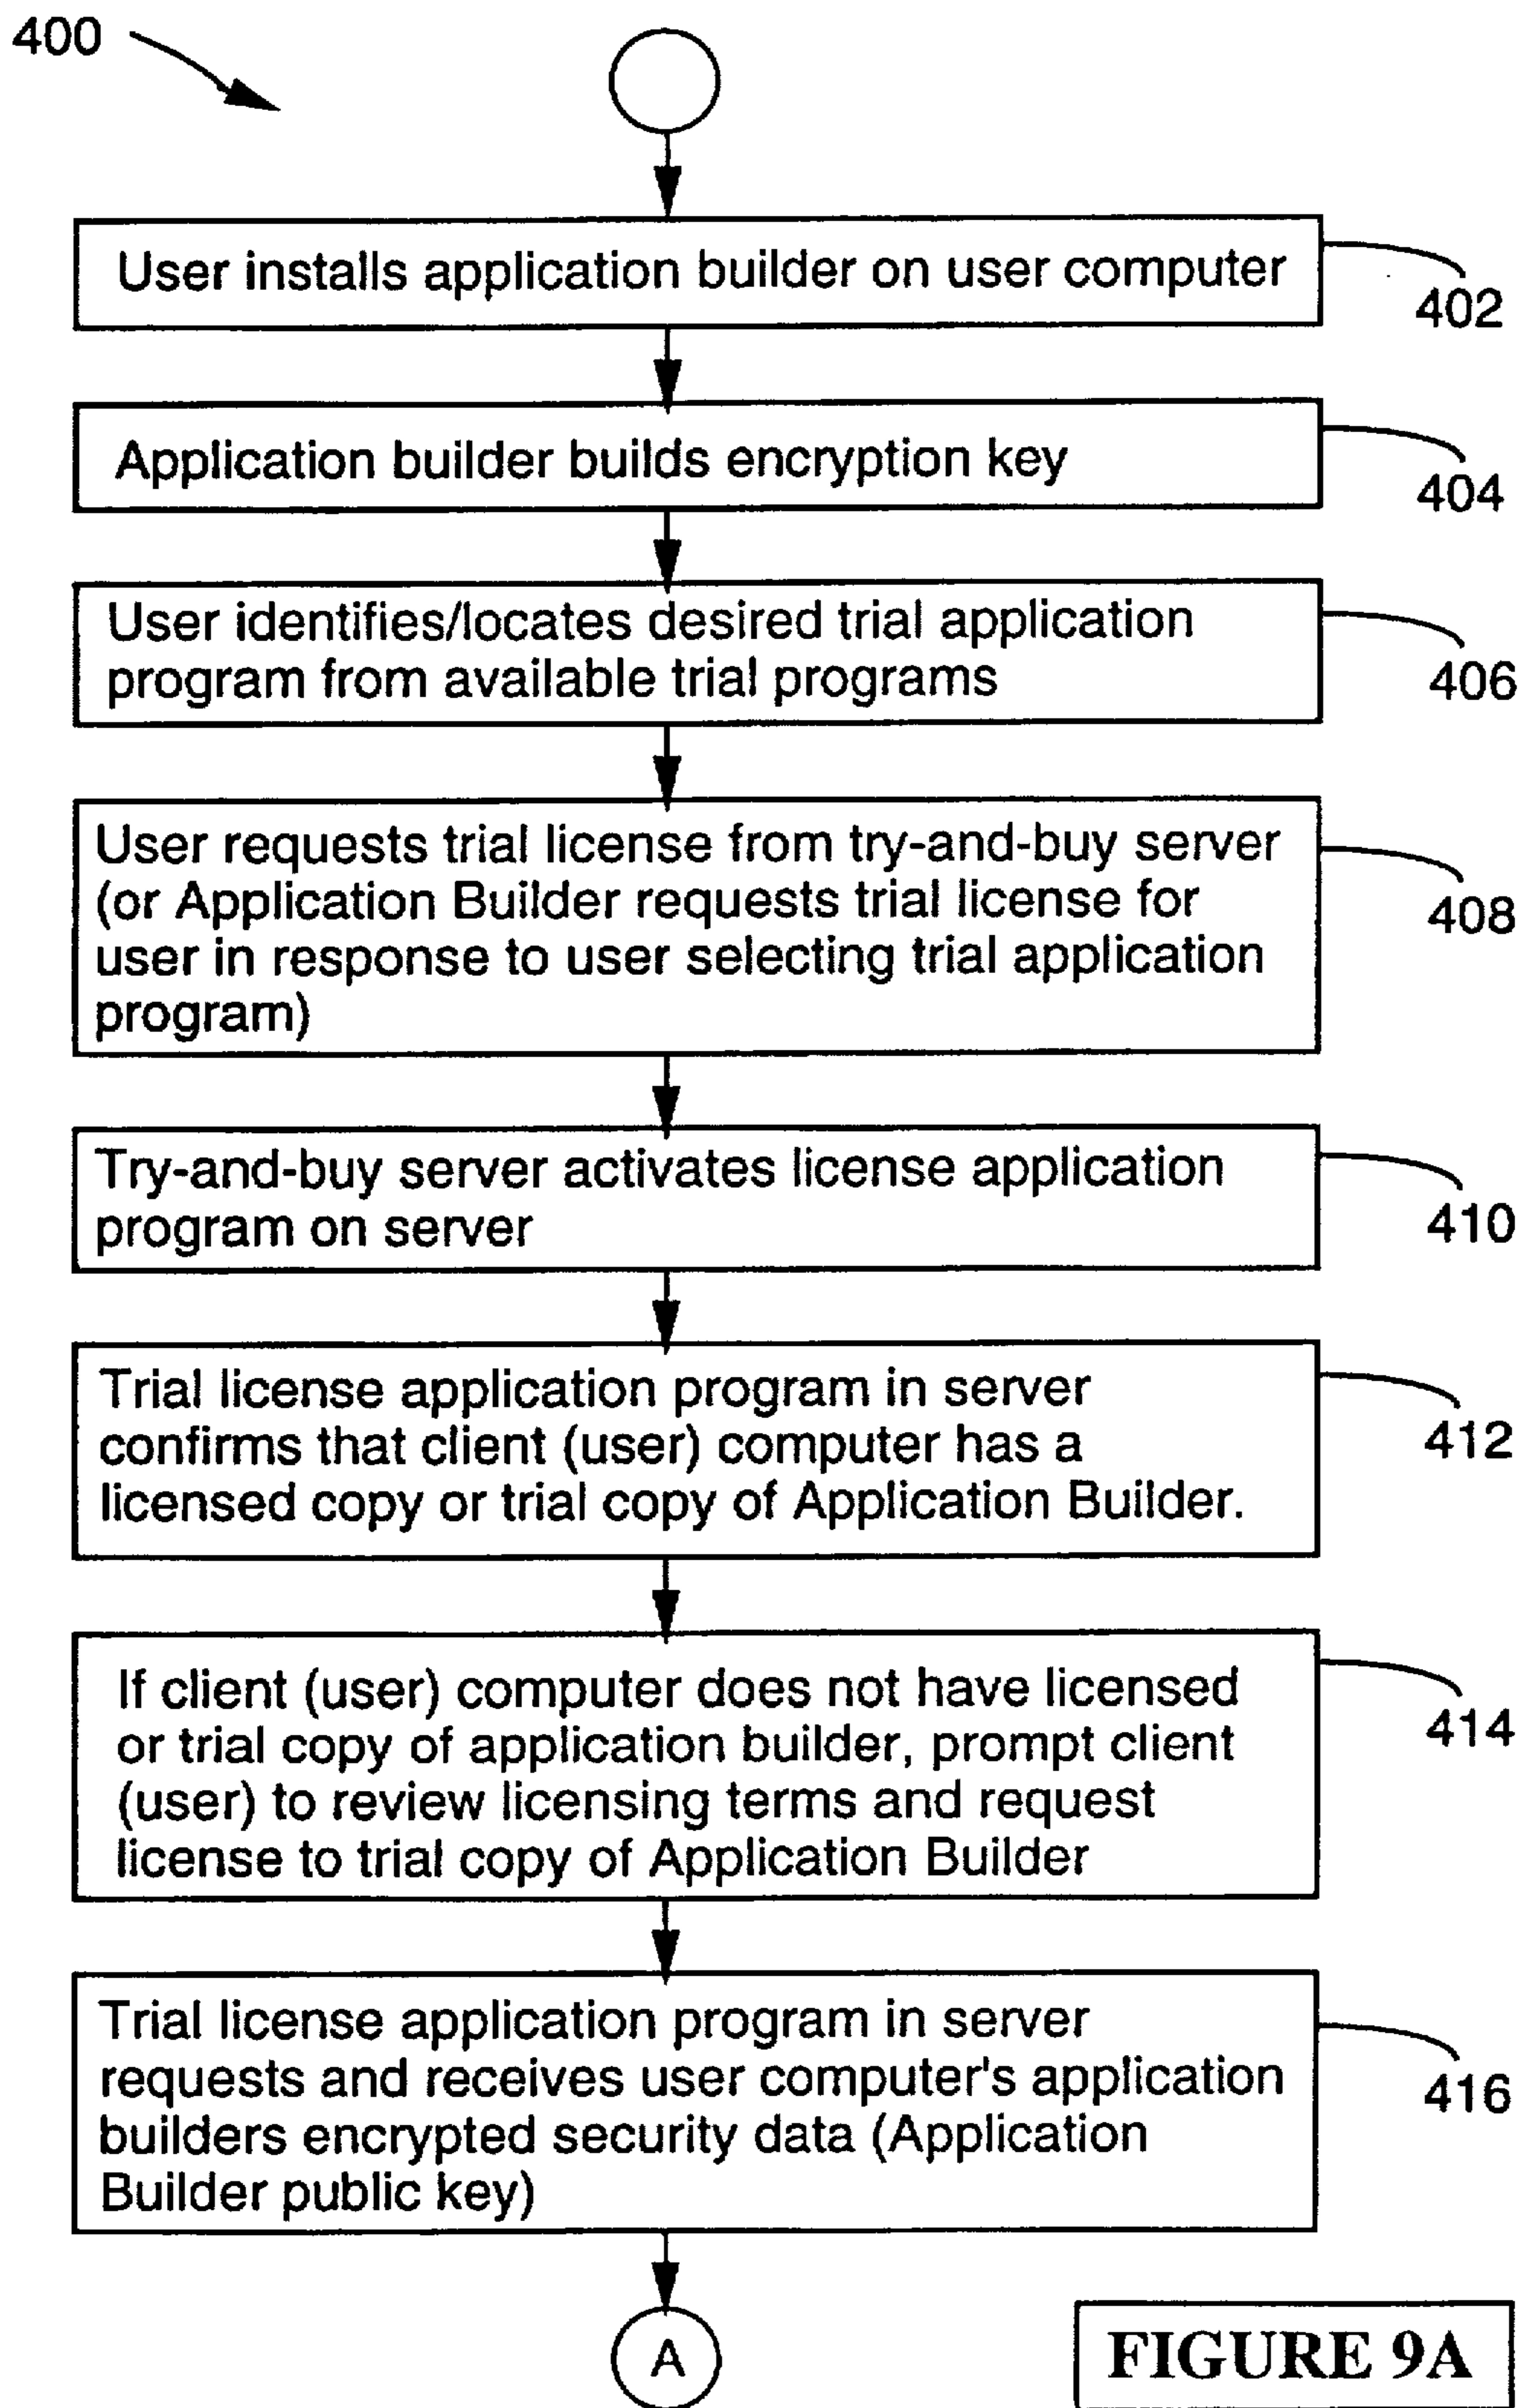 400
User installs application builder on user computer
402
Application builder builds encryption key
404
User identifies/locates desired trial application
program from available trial programs
406
User requests trial license from try-and-buy server
(or Application Builder requests trial license for
user in response to user selecting trial application
program)
408
Try-and-buy server activates license application
program on server
410
Trial license application program in server
confirms that client (user) computer has a
licensed copy or trial copy of Application Builder.
412
If client (user) computer does not have licensed
or trial copy of application builder, prompt client
(user) to review licensing terms and request
license to trial copy of Application Builder
414
Trial license application program in server
requests and receives user computer's application
builders encrypted security data (Application
Builder public key)
416
A
FIGURE 9A